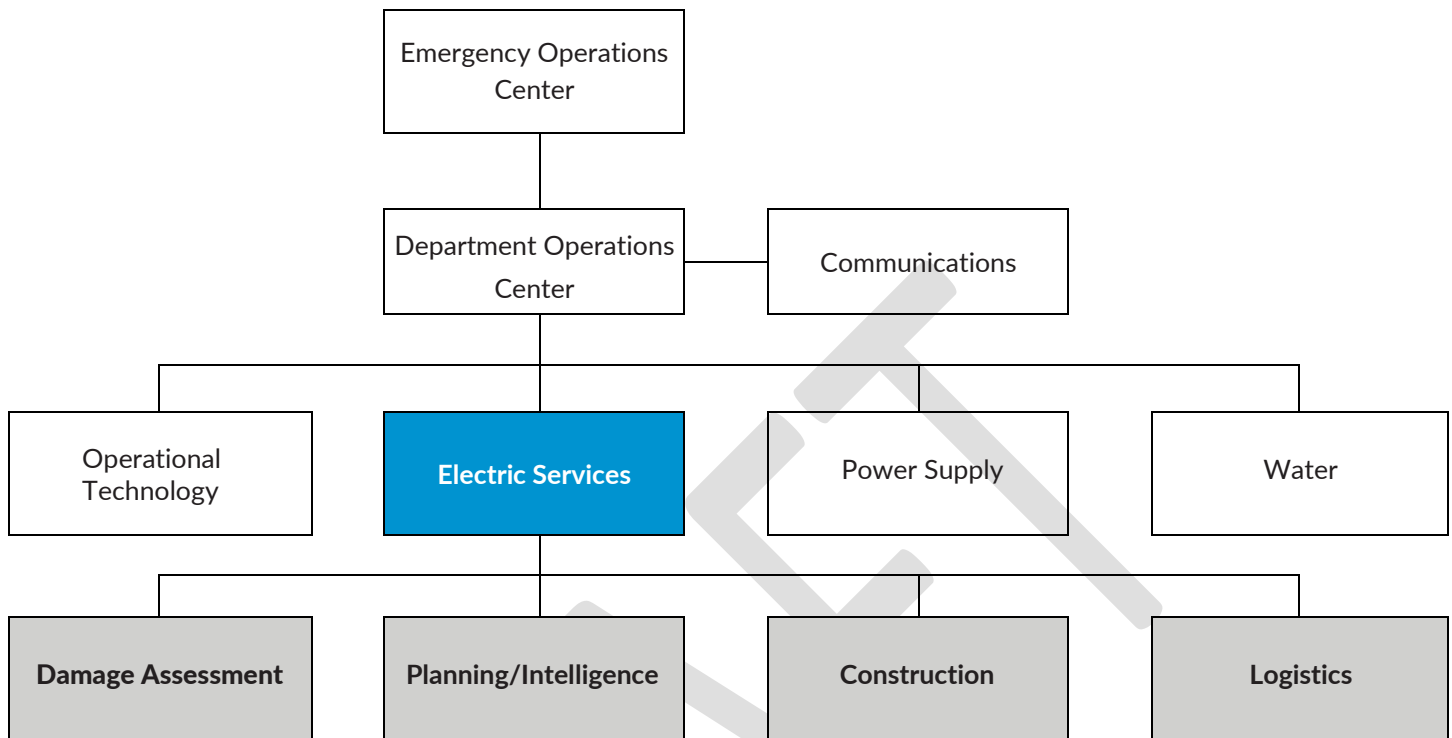 Emergency Operations
Center
Department Operations
Center
Communications
Operational
Technology
Electric Services
Power Supply
Water
Damage Assessment
Planning/Intelligence
Construction
Logistics